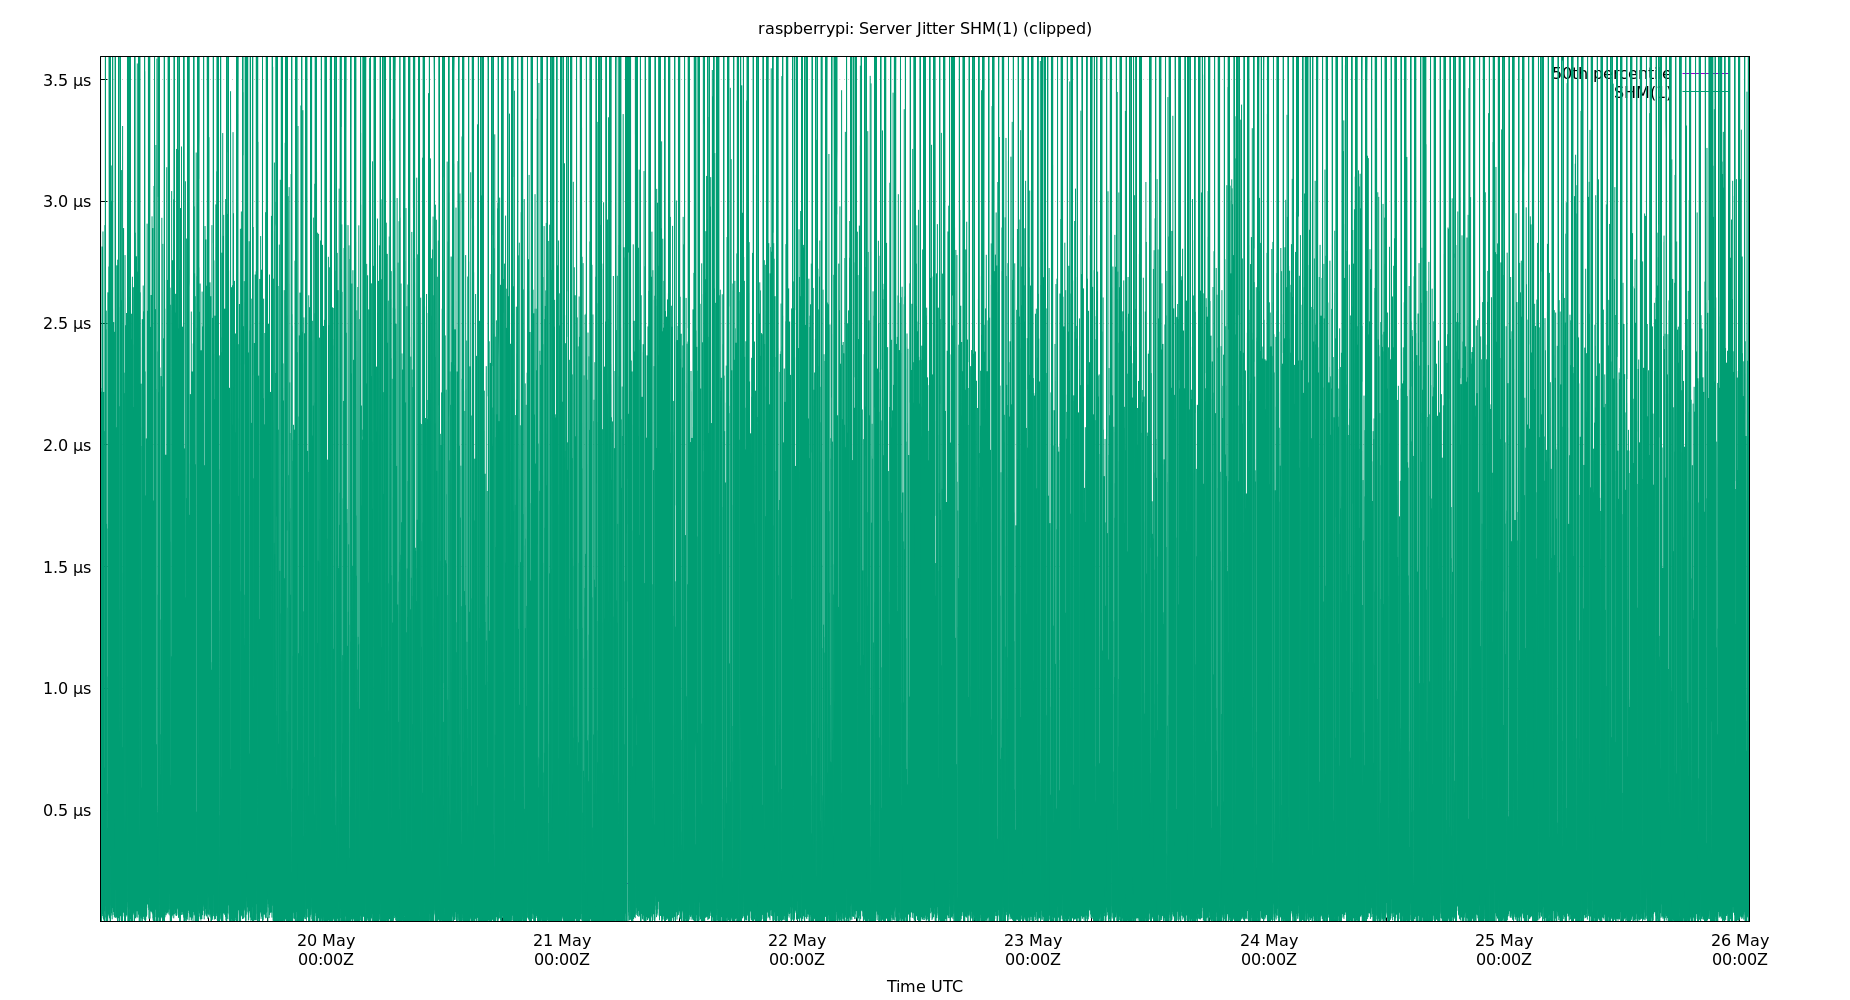 raspberrypi: Server Jitter SHM(1) (clipped)
3.5 µs
50th percentile
SHM(1)
3.0 µs
2.5 µs
2.0 µs
1.5 µs
1.0 µs
0.5 µs
20 May 21 May 22 May 23 May 24 May 25 May 26 May
00:00Z 00:00Z 00:00Z 00:00Z 00:00Z 00:00Z 00:00Z
Time UTC